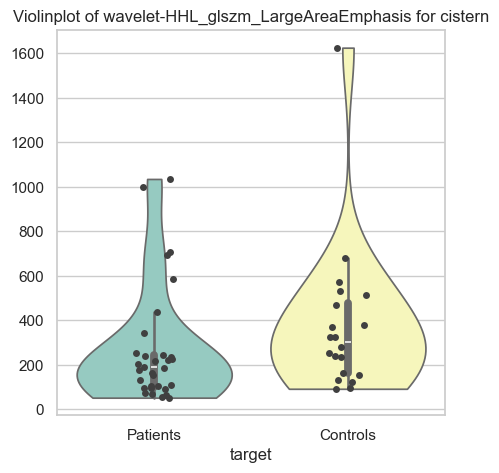 Violinplot of wavelet-HHL_glszm_LargeAreaEmphasis for cistern
1600
1400
1200
1000
800
600
400
200
0
Patients
Controls
target